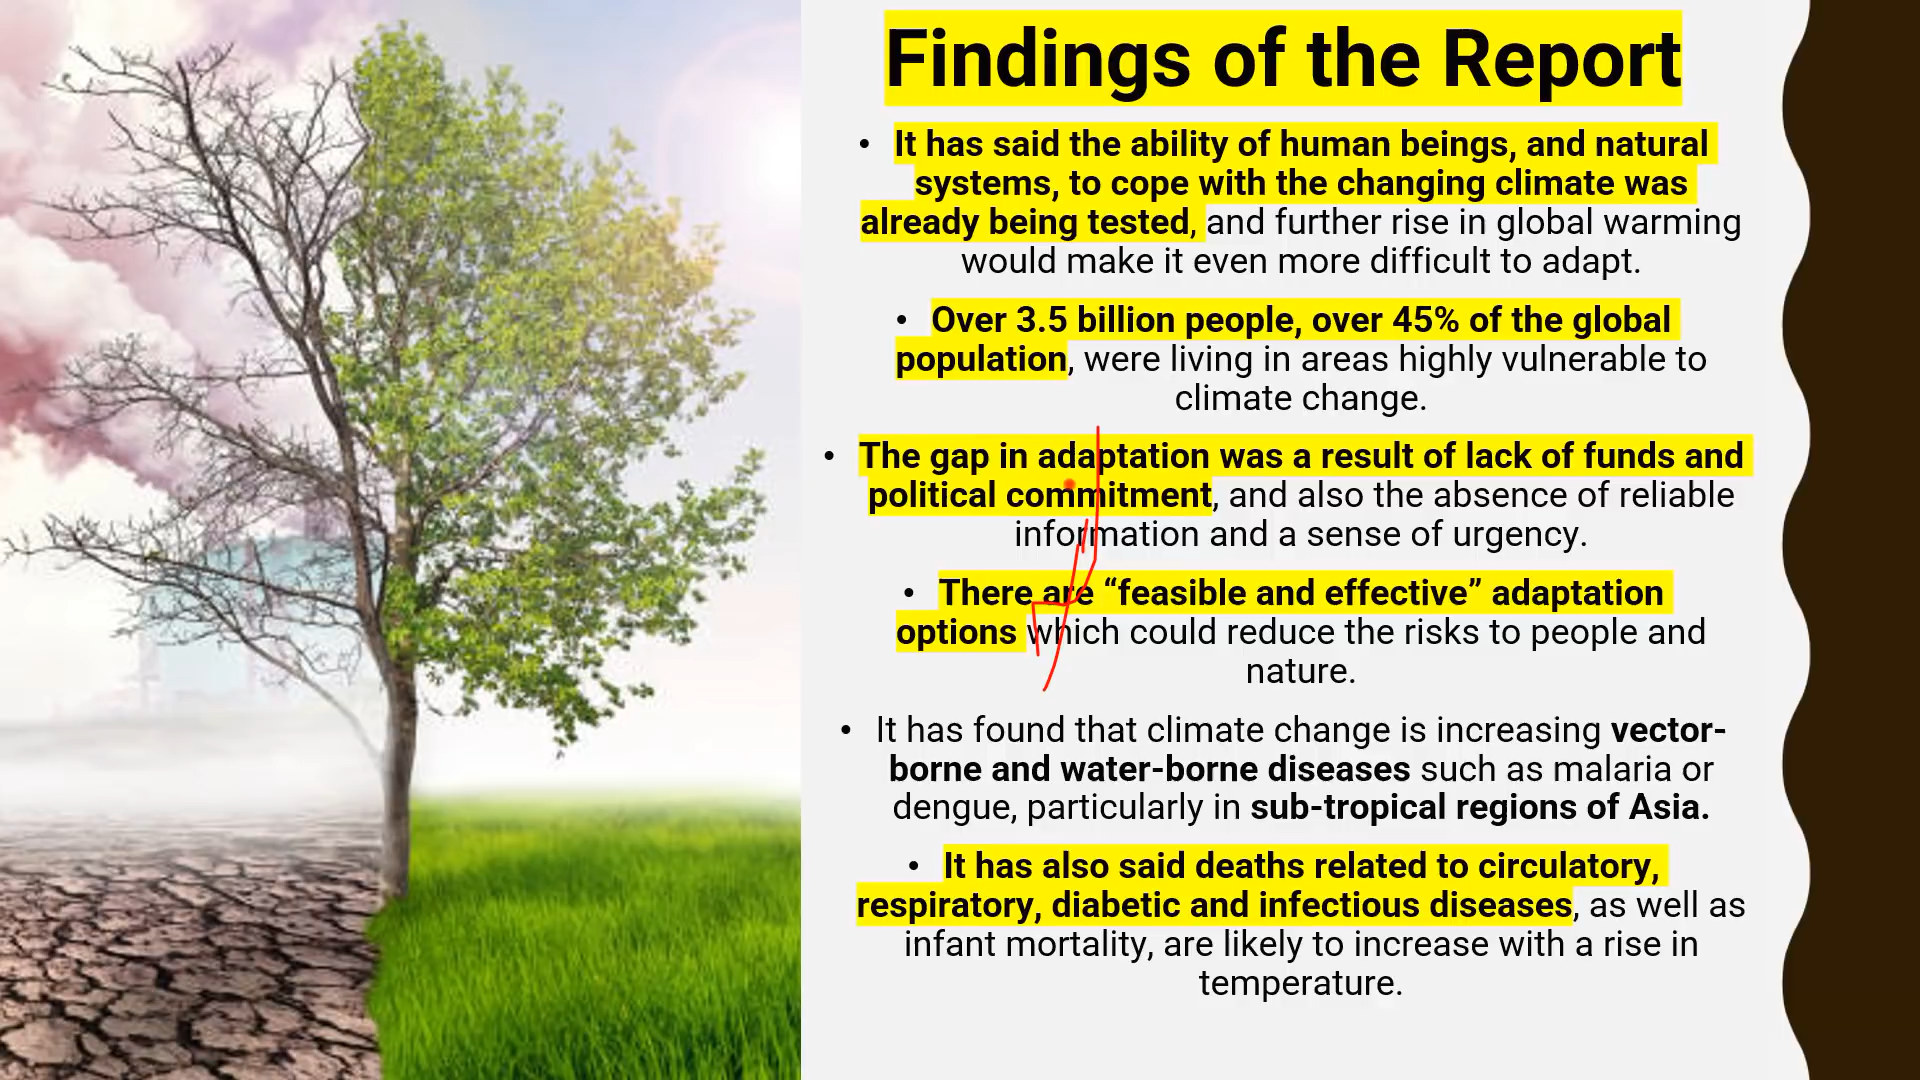 Findings of the Report
• It has said the ability of human beings, and natural
systems, to cope with the changing climate was
already being tested, and further rise in global warming
would make it even more difficult to adapt.
• Over 3.5 billion people, over 45% of the global
population, were living in areas highly vulnerable to
climate change.
• The gap in adaptation was a result of lack of funds and
political commitment, and also the absence of reliable
information and a sense of urgency.
• There are “feasible and effective” adaptation
options which could reduce the risks to people and
nature.
• It has found that climate change is increasing vector-
borne and water-borne diseases such as malaria or
dengue, particularly in sub-tropical regions of Asia.
• It has also said deaths related to circulatory,
respiratory, diabetic and infectious diseases, as well as
infant mortality, are likely to increase with a rise in
temperature.